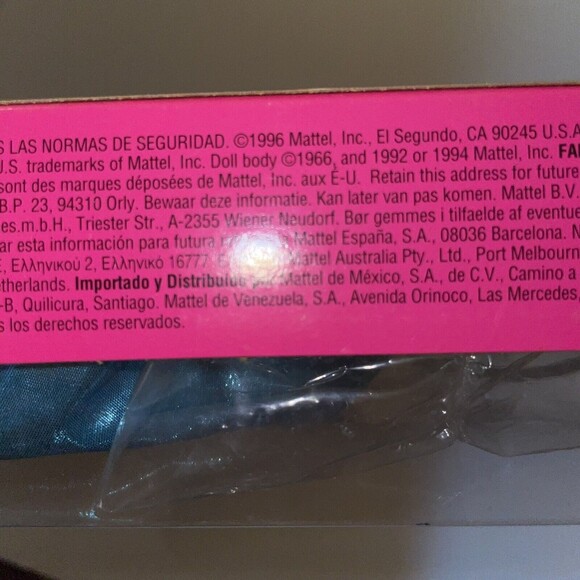 S LAS NORMAS DE SEGURIDAD. ©1996 Mattel, Inc., El Segundo, CA 90245 U.S.A
U.S. trademarks of Mattel, Inc. Doll body ©1966, and 1992 or 1994 Mattel, Inc. FA
sont des marques déposées de Mattel, Inc. aux É-U. Retain this address for future
B.P. 23, 94310 Orly. Bewaar deze informatie. Kan later van pas komen. Mattel B.V.
es.m.b.H., Triester Str., A-2355 Wiener Neudorf. Bør gemmes i tilfælde af eventue
ar esta información para futura Mattel España, S.A., 08036 Barcelona. N
E, Ελληνικού 2, Ελληνικό 16777. Mattel Australia Pty., Ltd., Port Melbourn
etherlands. Importado y Distribuido por Mattel de México, S.A., de C.V., Camino a
-B, Quilicura, Santiago. Mattel de Venezuela, S.A., Avenida Orinoco, Las Mercedes,
s los derechos reservados.